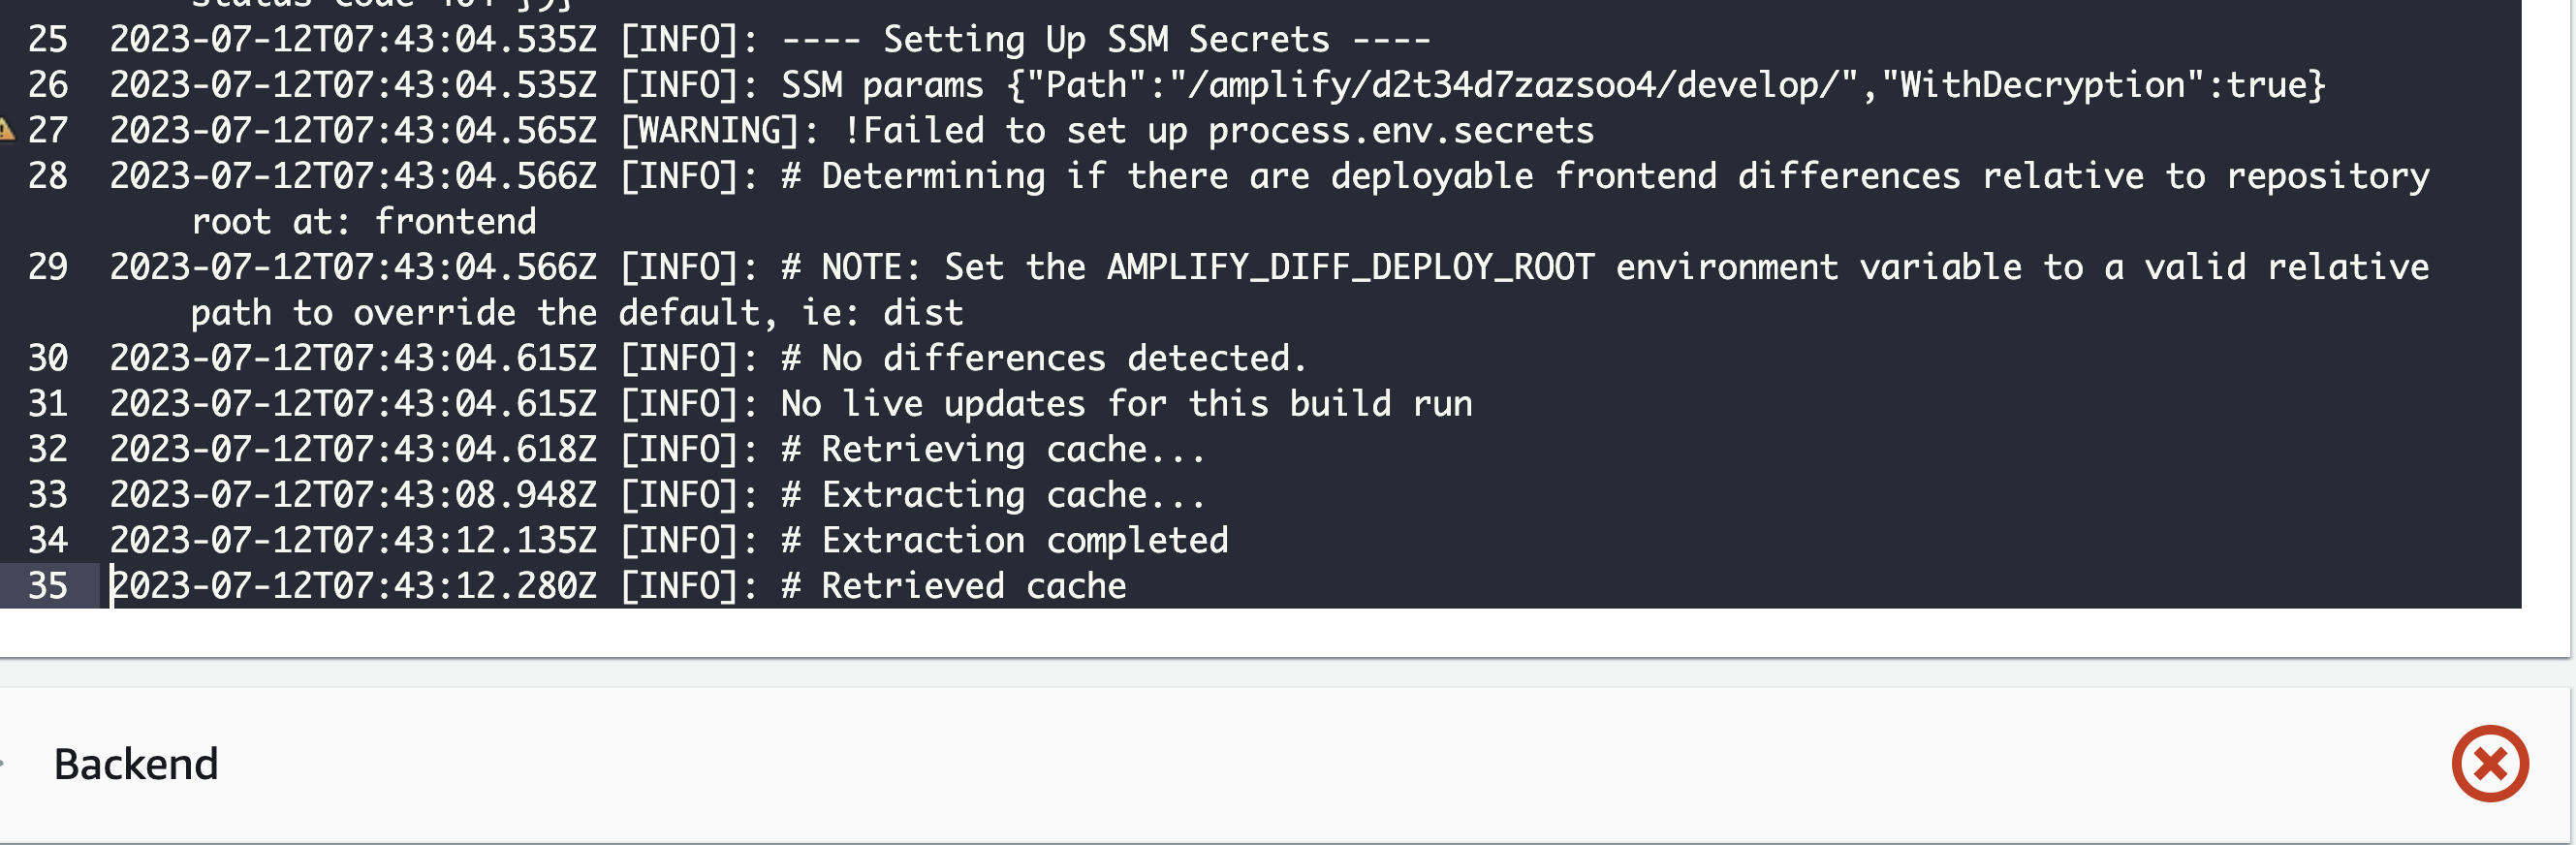 status code 404"}}}
25 2023-07-12T07:43:04.535Z [INFO]: ---- Setting Up SSM Secrets ----
26 2023-07-12T07:43:04.535Z [INFO]: SSM params {"Path":"/amplify/d2t34d7zazsoo4/develop/","WithDecryption":true}
27 2023-07-12T07:43:04.565Z [WARNING]: !Failed to set up process.env.secrets
28 2023-07-12T07:43:04.566Z [INFO]: # Determining if there are deployable frontend differences relative to repository
root at: frontend
29 2023-07-12T07:43:04.566Z [INFO]: # NOTE: Set the AMPLIFY_DIFF_DEPLOY_ROOT environment variable to a valid relative
path to override the default, ie: dist
30 2023-07-12T07:43:04.615Z [INFO]: # No differences detected.
31 2023-07-12T07:43:04.615Z [INFO]: No live updates for this build run
32 2023-07-12T07:43:04.618Z [INFO]: # Retrieving cache...
33 2023-07-12T07:43:08.948Z [INFO]: # Extracting cache...
34 2023-07-12T07:43:12.135Z [INFO]: # Extraction completed
35 2023-07-12T07:43:12.280Z [INFO]: # Retrieved cache
Backend